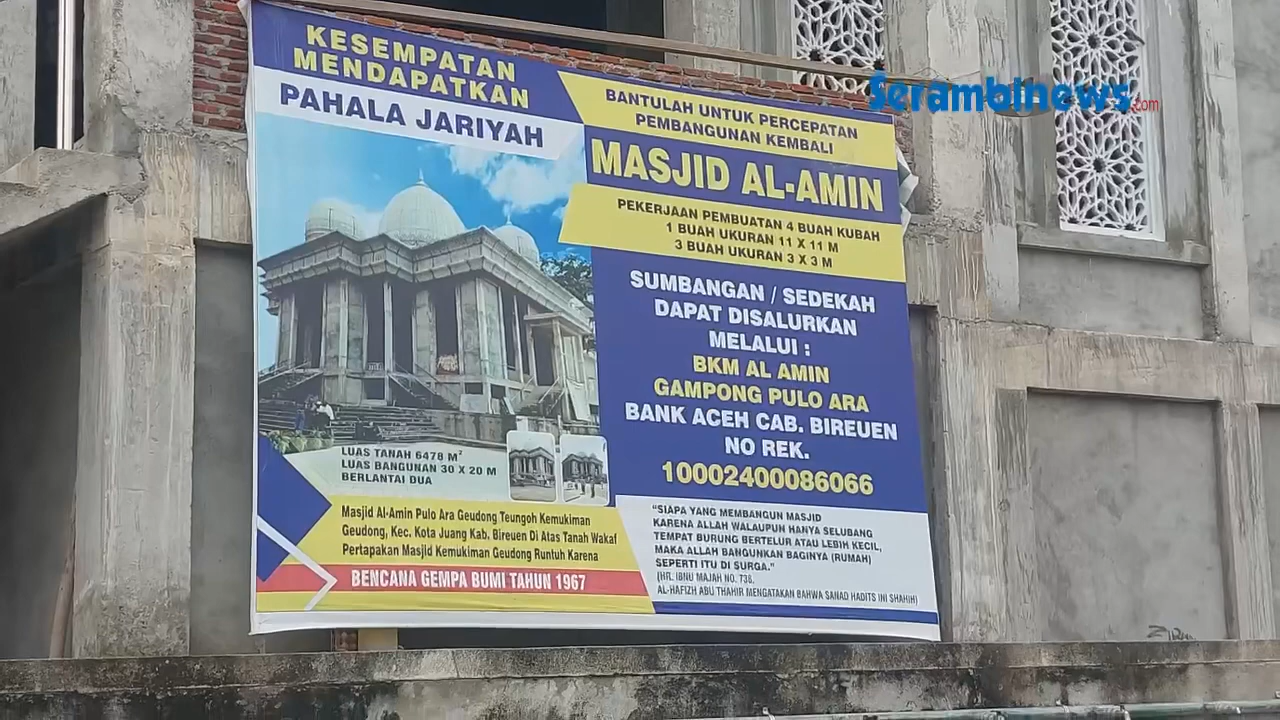 KESEMPATAN
MENDAPATKAN
PAHALA JARIYAH
BANTULAH UNTUK PERCEPATAN
PEMBANGUNAN KEMBALI
MASJID AL-AMIN
PEKERJAAN PEMBUATAN 4 BUAH KUBAH
1 BUAH UKURAN 11 X 11 M
3 BUAH UKURAN 3 X 3 M
SUMBANGAN / SEDEKAH
DAPAT DISALURKAN
MELALUI :
BKM AL AMIN
GAMPONG PULO ARA
BANK ACEH CAB. BIREUEN
NO REK.
10002400086066
LUAS TANAH 6478 M²
LUAS BANGUNAN 30 X 20 M
BERLANTAI DUA
Masjid Al-Amin Pulo Ara Geudong Teungoh Kemukiman
Geudong, Kec. Kota Juang Kab. Bireuen Di Atas Tanah Wakaf
Pertapakan Masjid Kemukiman Geudong Runtuh Karena
BENCANA GEMPA BUMI TAHUN 1967
"SIAPA YANG MEMBANGUN MASJID
KARENA ALLAH WALAUPUN HANYA SELUBANG
TEMPAT BURUNG BERTELUR ATAU LEBIH KECIL,
MAKA ALLAH BANGUNKAN BAGINYA (RUMAH)
SEPERTI ITU DI SURGA."
(HR. IBNU MAJAH NO. 738,
AL-HAFIZH ABU THAHIR MENGATAKAN BAHWA SANAD HADITS INI SHAHIH)
Serambinews.com